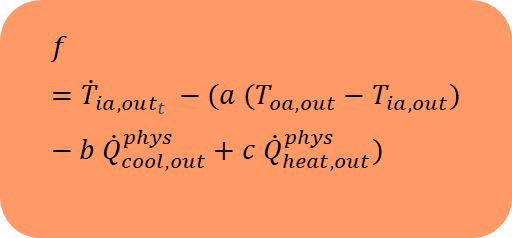 f
= Ṫ_{ia,out_t} − (a (T_{oa,out} − T_{ia,out})
− b Q̇^{phys}_{cool,out} + c Q̇^{phys}_{heat,out})